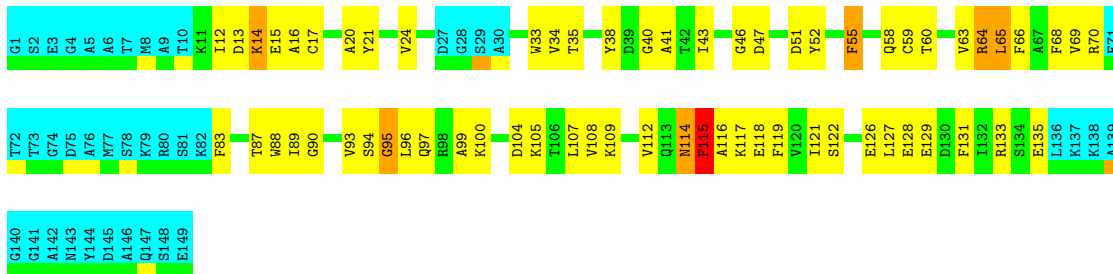 G1 S2 E3 G4 A5 A6 T7 M8 A9 T10 K11 I12 D13 K14 E15 A16 C17 A20 Y21 V24 D27 G28 S29 A30 W33 V34 T35 Y38 D39 G40 A41 T42 I43 G46 D47 D51 Y52 F55 Q58 C59 T60 V63 R64 L65 F66 A67 F68 V69 R70 E71
T72 T73 G74 D75 A76 M77 S78 K79 R80 S81 K82 F83 T87 W88 I89 G90 V93 S94 G95 L96 Q97 R98 A99 K100 D104 K105 T106 L107 V108 K109 V112 Q113 N114 F115 A116 K117 E118 F119 V120 I121 S122 E126 L127 E128 E129 D130 F131 I132 R133 S134 E135 L136 K137 K138 A139
G140 G141 A142 N143 Y144 D145 A146 Q147 S148 E149